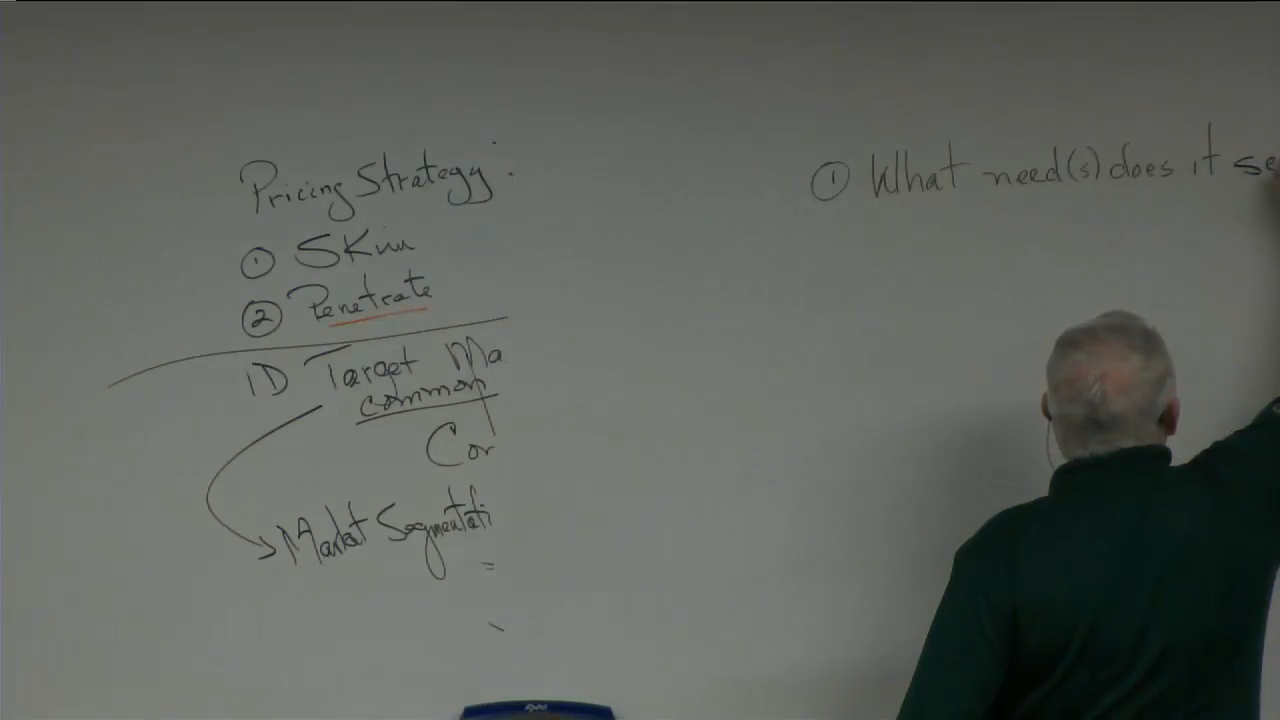 Pricing Strategy.
① Skim
② Penetrate
ID Target Ma
common
Cor
Market Segmentati
① What need(s) does it se
Expo